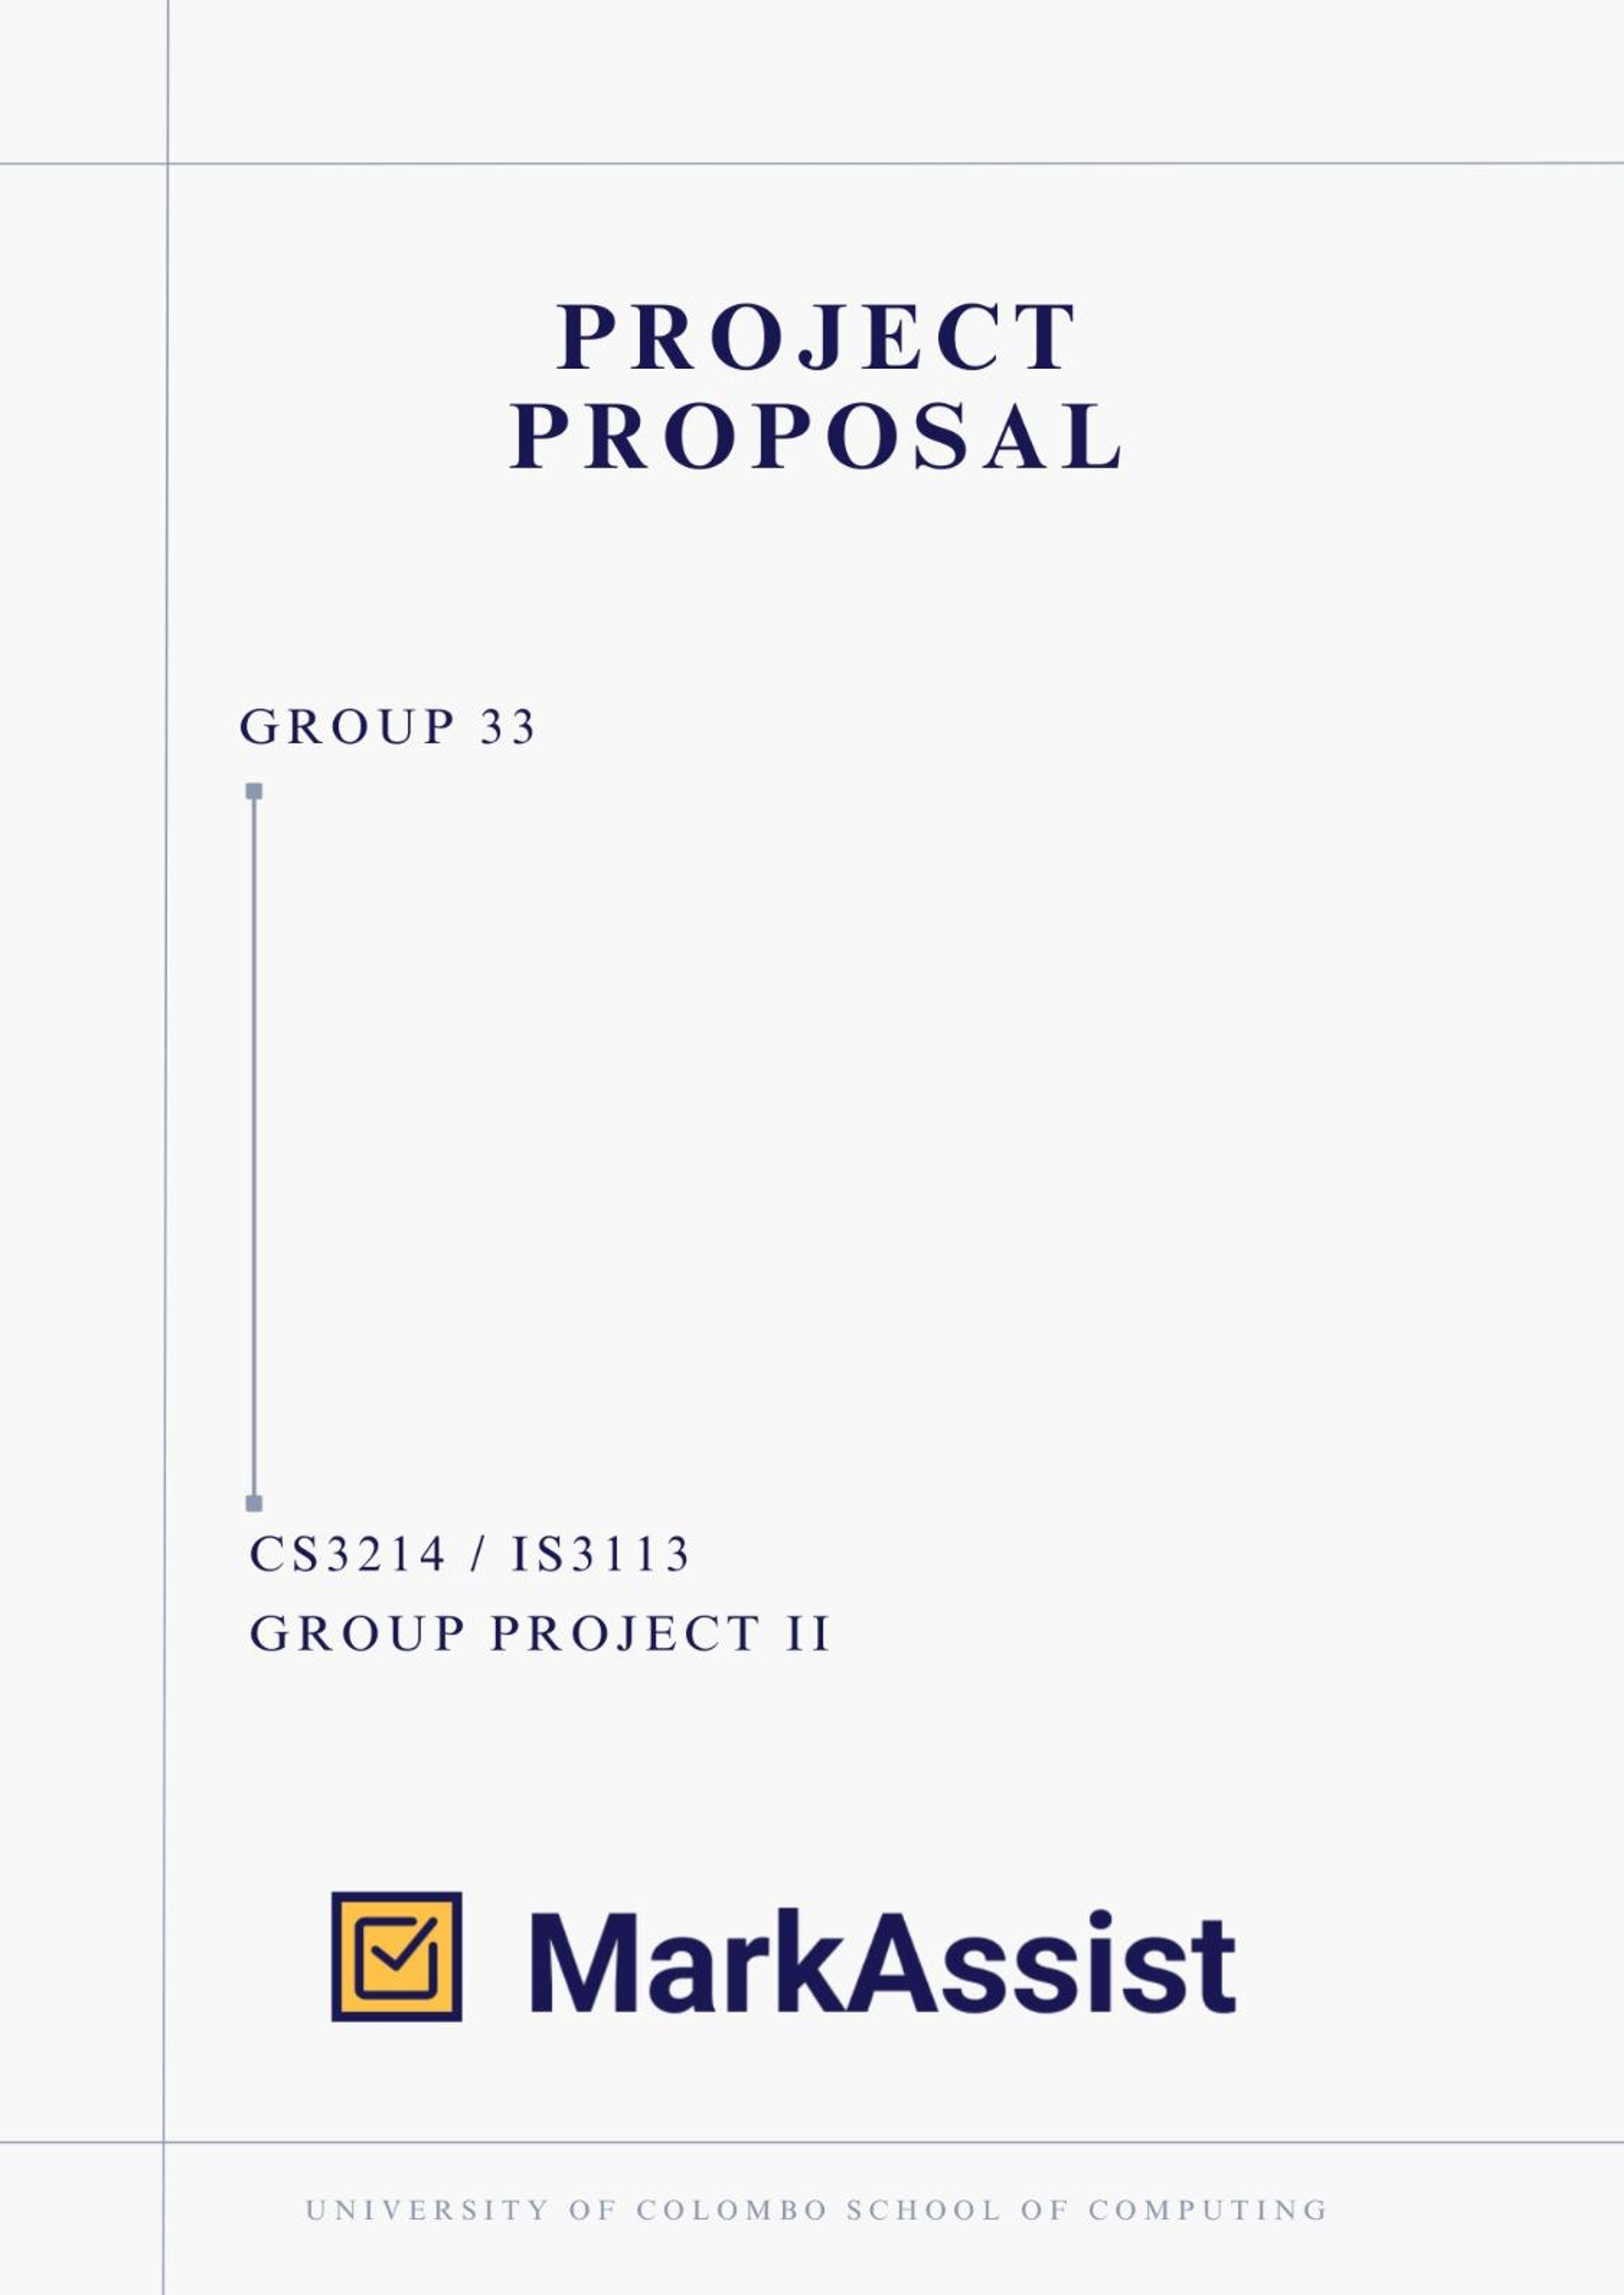 PROJECT
PROPOSAL
GROUP 33
CS3214 / IS3113
GROUP PROJECT II
MarkAssist
UNIVERSITY OF COLOMBO SCHOOL OF COMPUTING